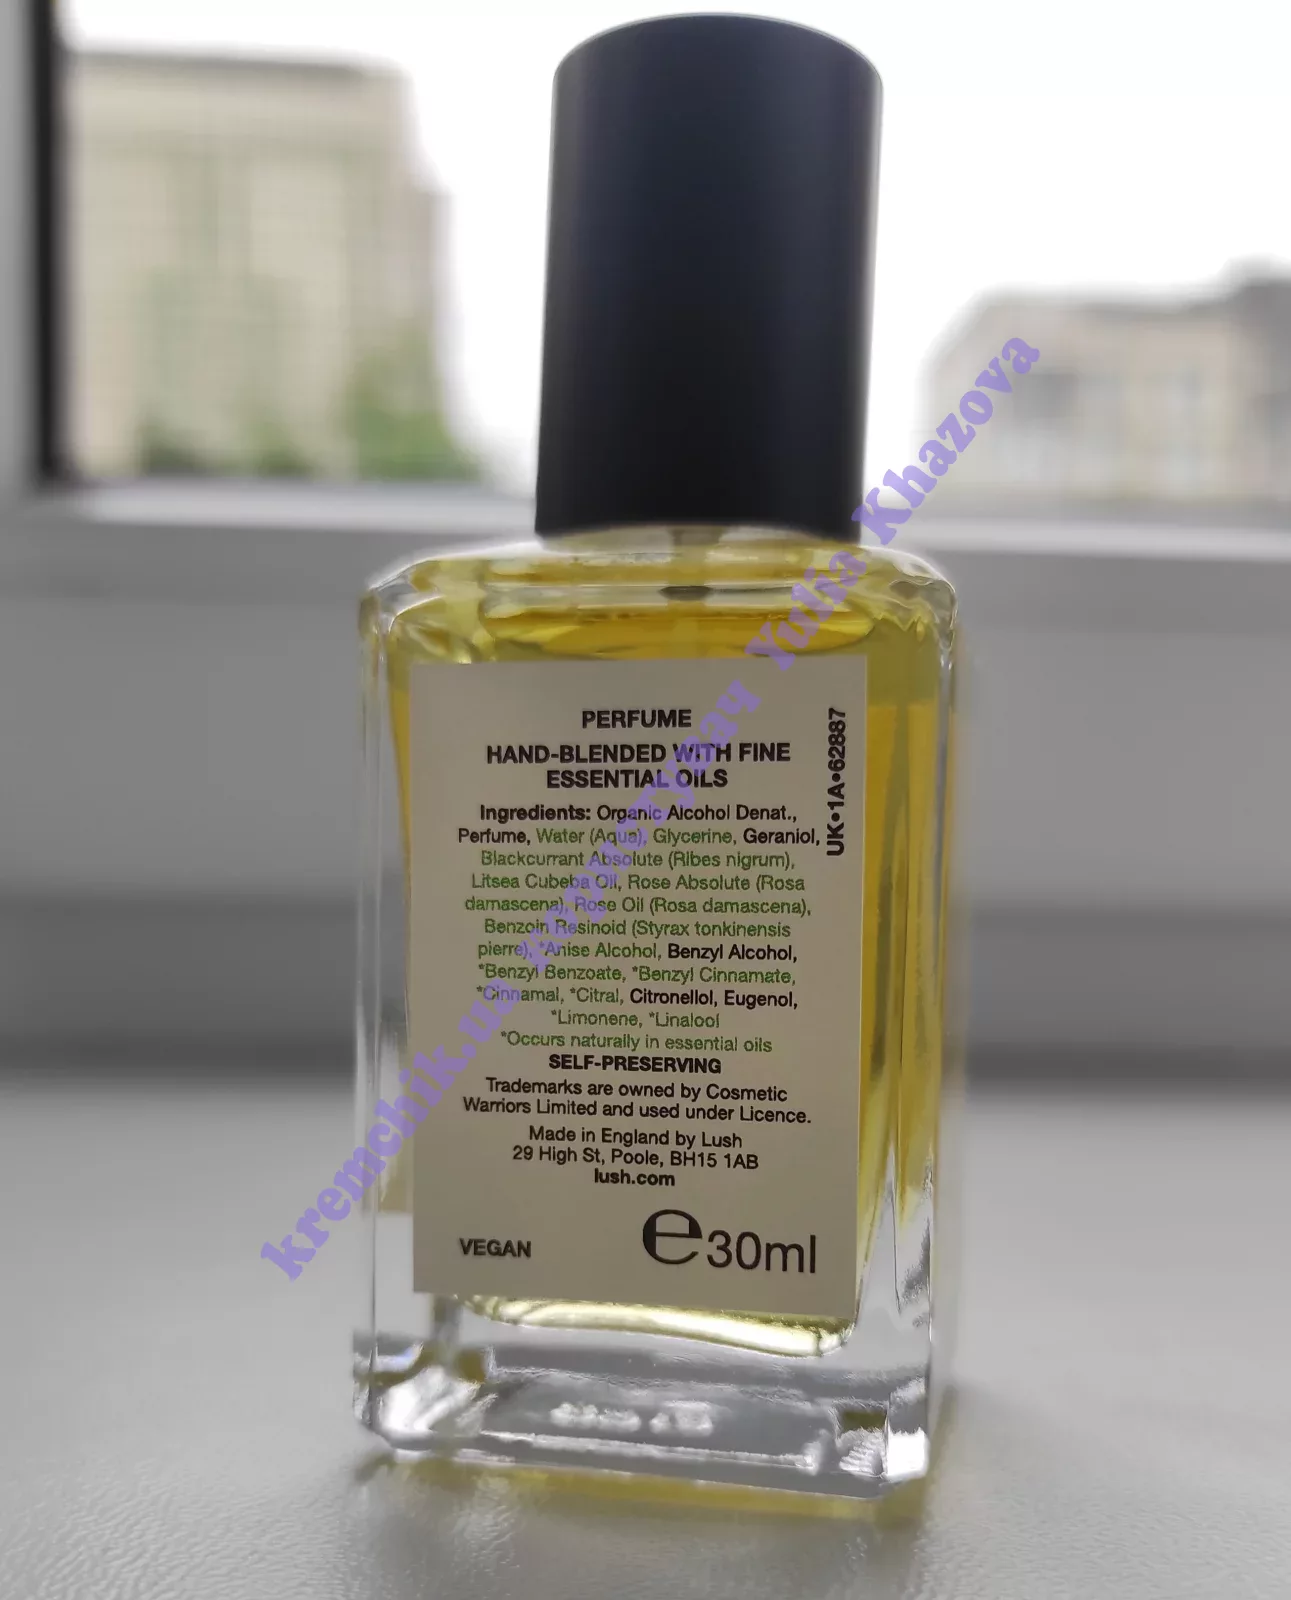 PERFUME
HAND-BLENDED WITH FINE
ESSENTIAL OILS
Ingredients: Organic Alcohol Denat.,
Perfume, Water (Aqua), Glycerine, Geraniol,
Blackcurrant Absolute (Ribes nigrum),
Litsea Cubeba Oil, Rose Absolute (Rosa
damascena), Rose Oil (Rosa damascena),
Benzoin Resinoid (Styrax tonkinensis
pierre), *Anise Alcohol, Benzyl Alcohol,
*Benzyl Benzoate, *Benzyl Cinnamate,
*Cinnamal, *Citral, Citronellol, Eugenol,
*Limonene, *Linalool
*Occurs naturally in essential oils
SELF-PRESERVING
Trademarks are owned by Cosmetic
Warriors Limited and used under Licence.
Made in England by Lush
29 High St, Poole, BH15 1AB
lush.com
VEGAN
e30ml
UK•1A•62887
kremchik.ua користувач Yulia Khazova